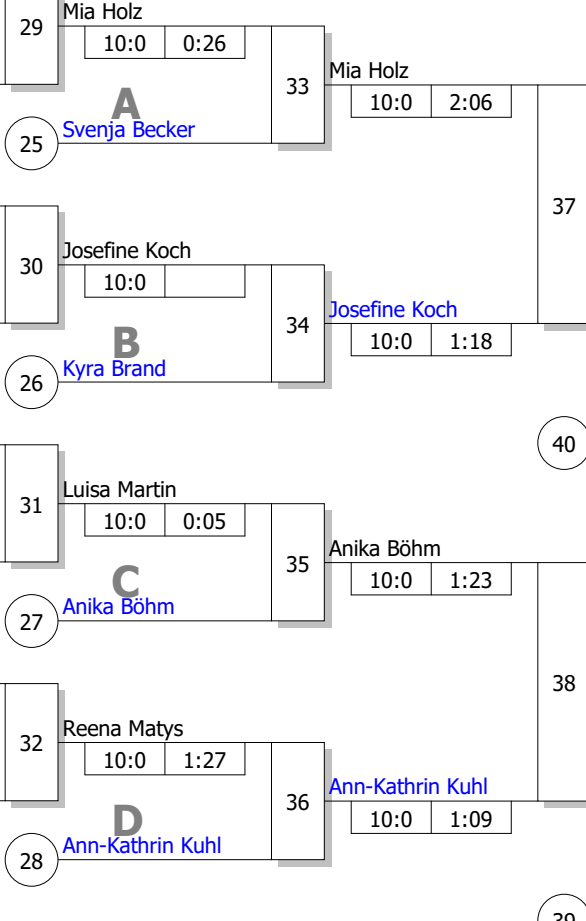 Mia Holz
29
10:0 0:26
Mia Holz
A
33
10:0 2:06
25
Svenja Becker
37
Josefine Koch
30
10:0
Josefine Koch
B
34
10:0 1:18
26
Kyra Brand
40
Luisa Martin
31
10:0 0:05
Anika Böhm
C
35
10:0 1:23
27
Anika Böhm
38
Reena Matys
32
10:0 1:27
Ann-Kathrin Kuhl
D
36
10:0 1:09
28
Ann-Kathrin Kuhl
39